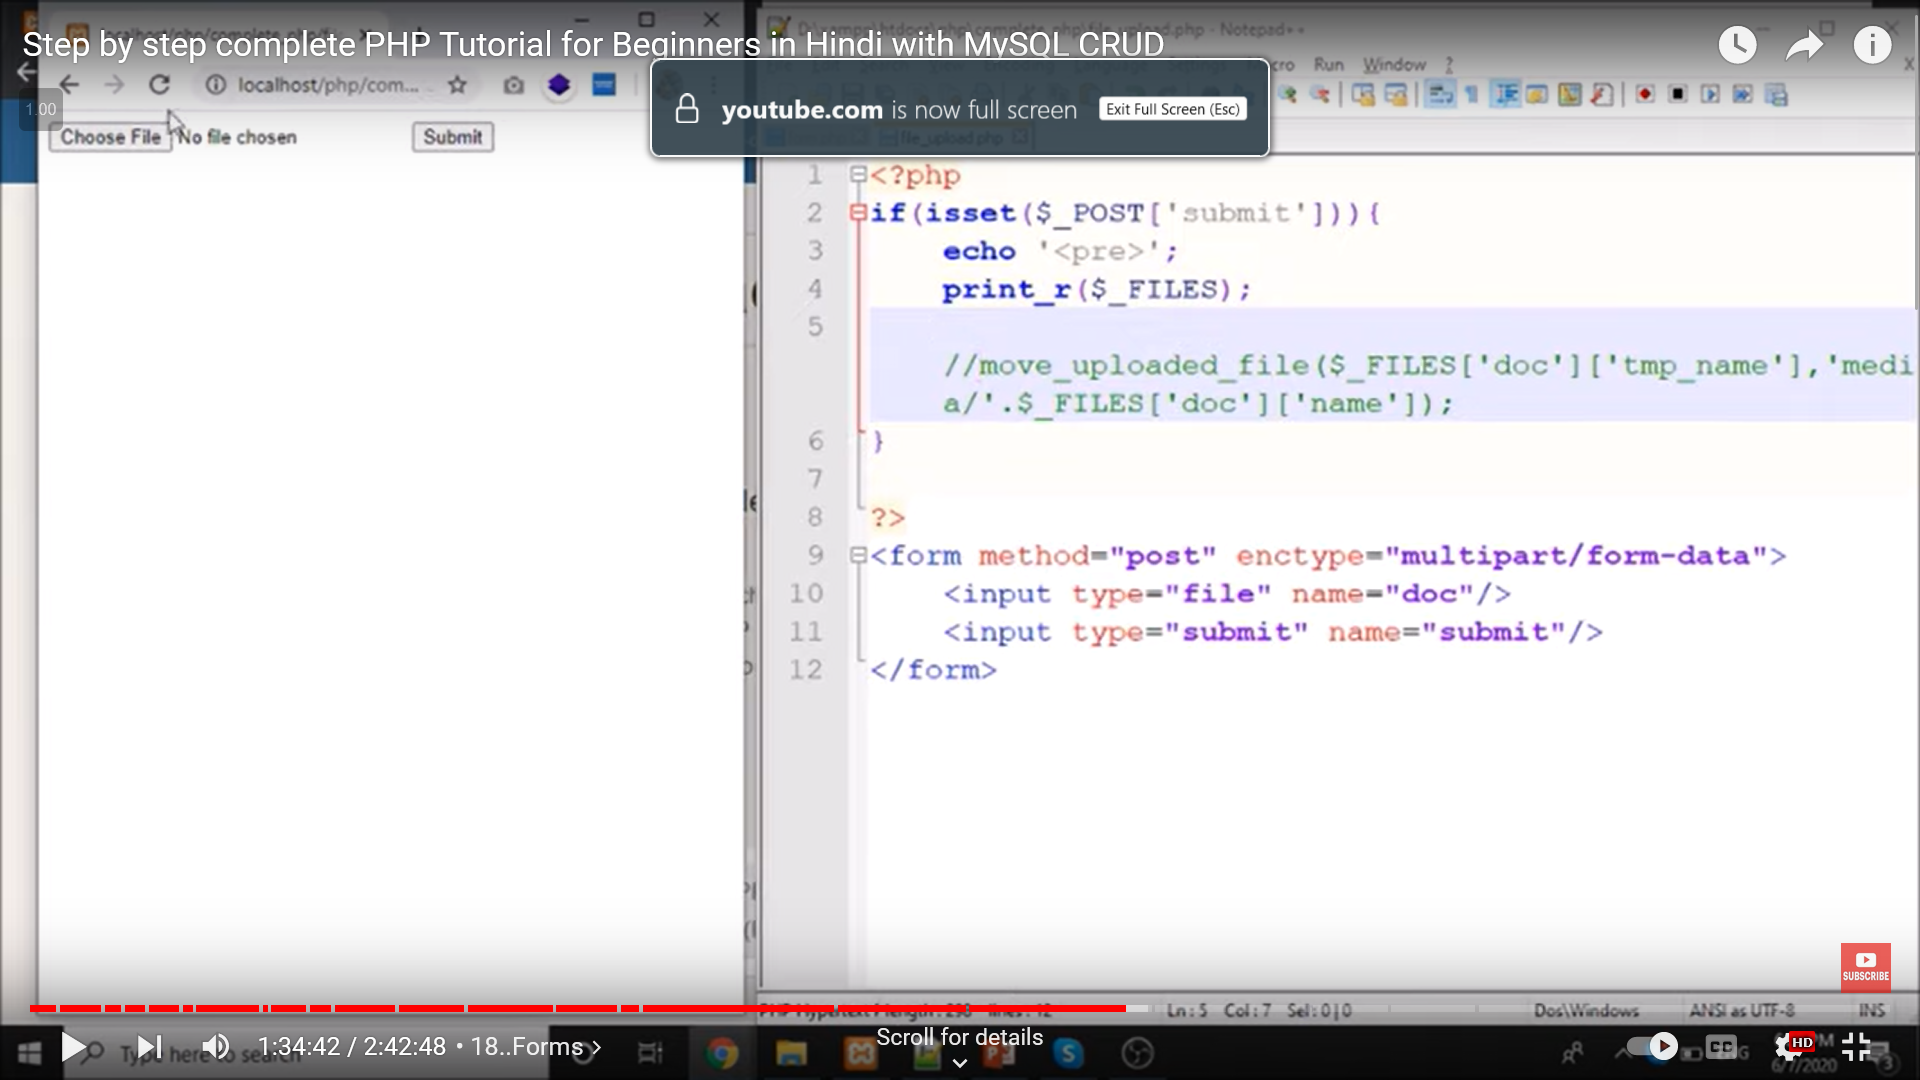 Step by step complete PHP Tutorial for Beginners in Hindi with MySQL CRUD
Run Window ?
localhost/php/com...
1.00
youtube.com is now full screen
Exit Full Screen (Esc)
Choose File No file chosen
Submit
file_upload.php
1 <?php
2 if(isset($_POST['submit'])){
3 echo '<pre>';
4 print_r($_FILES);
5
//move_uploaded_file($_FILES['doc']['tmp_name'],'medi
a/'.$_FILES['doc']['name']);
6 }
7
8 ?>
9 <form method="post" enctype="multipart/form-data">
10 <input type="file" name="doc"/>
11 <input type="submit" name="submit"/>
12 </form>
SUBSCRIBE
Ln:5 Col:7 Sel:0|0
Dos\Windows
ANSI as UTF-8
INS
Scroll for details
Type here to search
1:34:42 / 2:42:48 • 18..Forms
CC
HD
6/7/2020
3